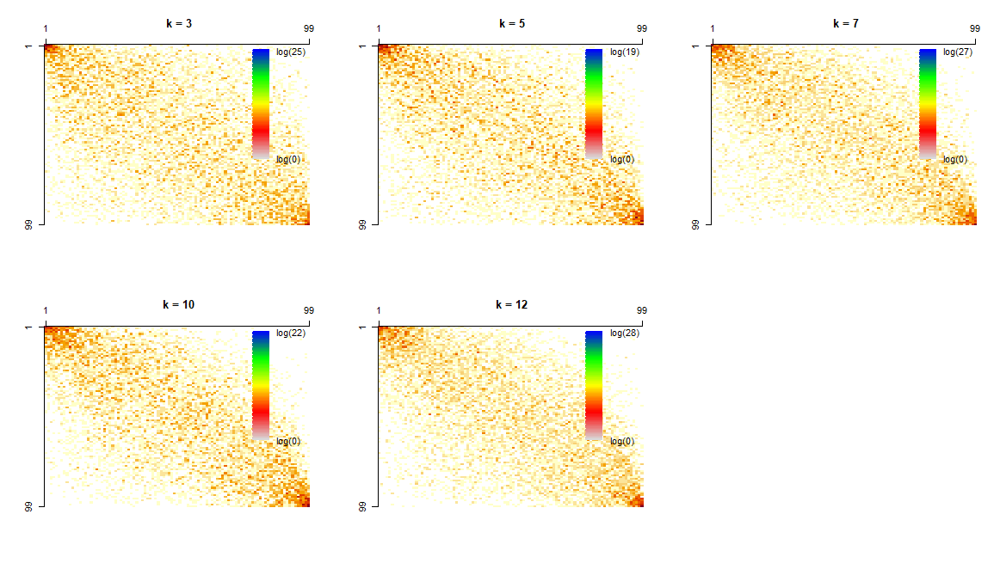 k = 3
1
99
1
99
log(25)
log(0)
k = 5
1
99
1
99
log(19)
log(0)
k = 7
1
99
1
99
log(27)
log(0)
k = 10
1
99
1
99
log(22)
log(0)
k = 12
1
99
1
99
log(28)
log(0)